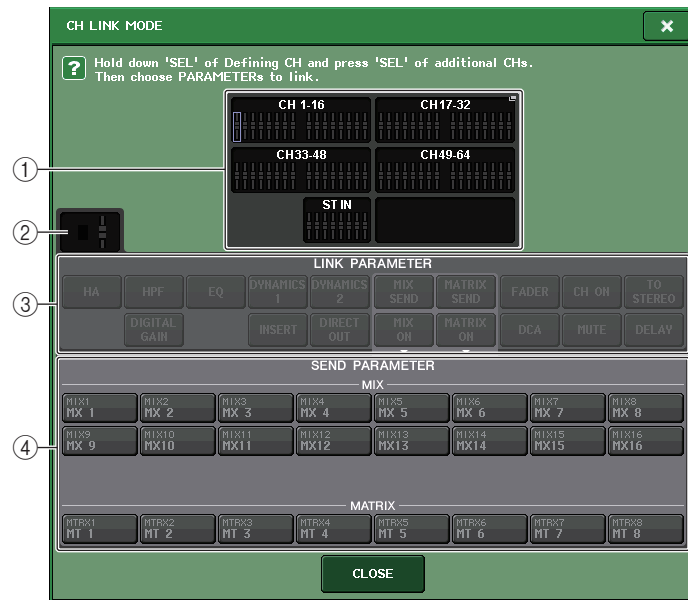 CH LINK MODE
? Hold down 'SEL' of Defining CH and press 'SEL' of additional CHs.
Then choose PARAMETERs to link.
CH 1-16 CH17-32
① CH33-48 CH49-64
ST IN
②
LINK PARAMETER
③ HA HPF EQ DYNAMICS 1 DYNAMICS 2 MIX SEND MATRIX SEND FADER CH ON TO STEREO
DIGITAL GAIN INSERT DIRECT OUT MIX ON MATRIX ON DCA MUTE DELAY
SEND PARAMETER
MIX
MIX1 MIX2 MIX3 MIX4 MIX5 MIX6 MIX7 MIX8
MX 1 MX 2 MX 3 MX 4 MX 5 MX 6 MX 7 MX 8
MIX9 MIX10 MIX11 MIX12 MIX13 MIX14 MIX15 MIX16
④ MX 9 MX10 MX11 MX12 MX13 MX14 MX15 MX16
MATRIX
MTRX1 MTRX2 MTRX3 MTRX4 MTRX5 MTRX6 MTRX7 MTRX8
MT 1 MT 2 MT 3 MT 4 MT 5 MT 6 MT 7 MT 8
CLOSE